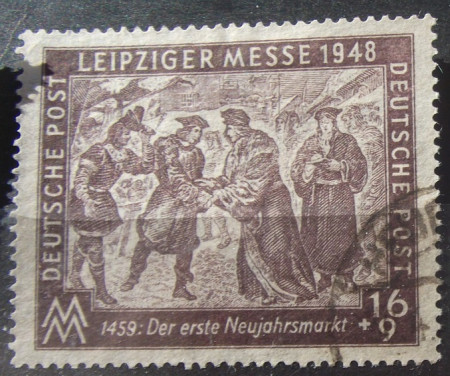 LEIPZIGER MESSE 1948
DEUTSCHE POST
DEUTSCHE POST
MM
1459: Der erste Neujahrsmarkt
16
+ 9